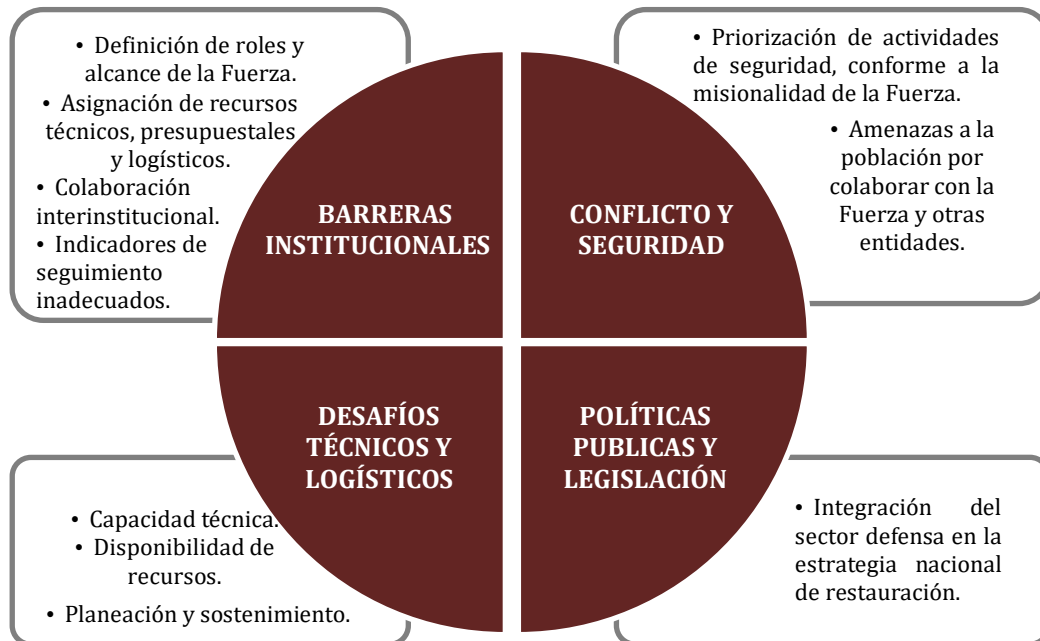 • Definición de roles y
alcance de la Fuerza.
• Asignación de recursos
técnicos, presupuestales
y logísticos.
• Colaboración
interinstitucional.
• Indicadores de
seguimiento
inadecuados.
BARRERAS
INSTITUCIONALES
CONFLICTO Y
SEGURIDAD
• Priorización de actividades
de seguridad, conforme a la
misionalidad de la Fuerza.
• Amenazas a la
población por
colaborar con la
Fuerza y otras
entidades.
DESAFÍOS
TÉCNICOS Y
LOGÍSTICOS
• Capacidad técnica.
• Disponibilidad de
recursos.
• Planeación y sostenimiento.
POLÍTICAS
PUBLICAS Y
LEGISLACIÓN
• Integración del
sector defensa en la
estrategia nacional
de restauración.